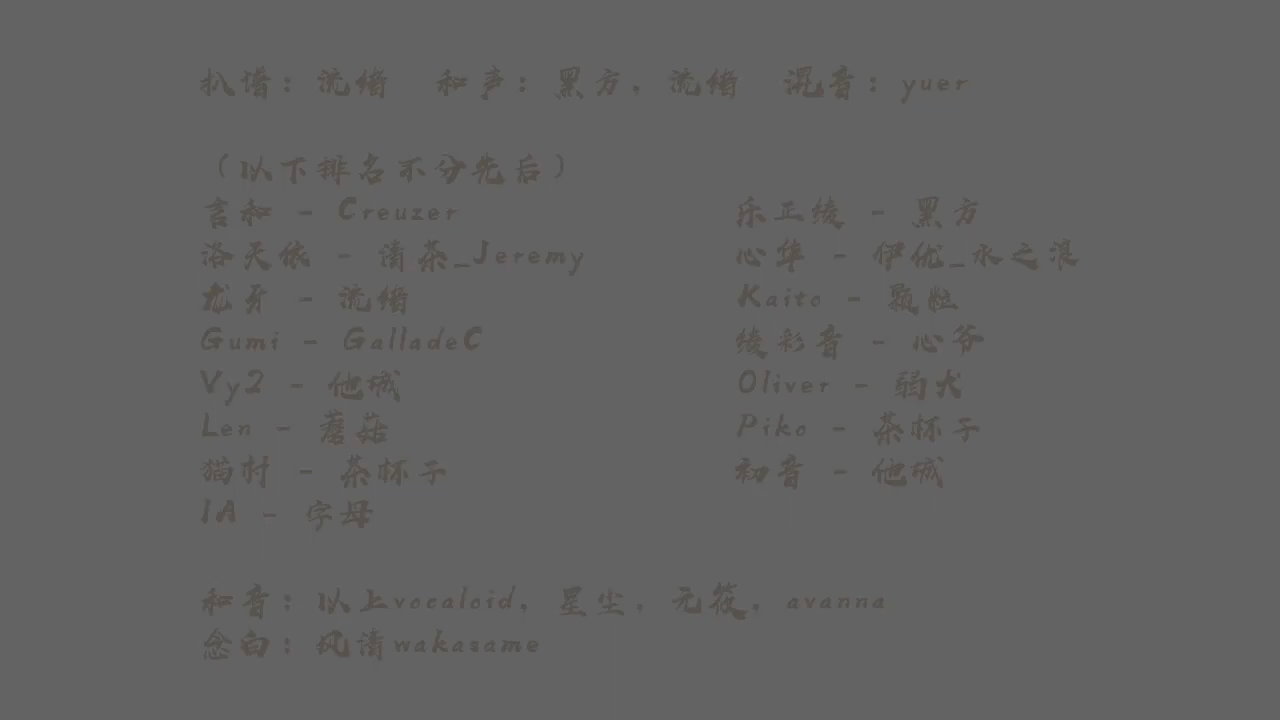 扒谱：流绪 和声：黑方，流绪 混音：yuer
（以下排名不分先后）
言和 - Creuzer 乐正绫 - 黑方
洛天依 - 清茶_Jeremy 心华 - 伊优_水之浪
龙牙 - 流绪 Kaito - 颗粒
Gumi - GalladeC 绫彩音 - 心爷
Vy2 - 他城 Oliver - 弱犬
Len - 蘑菇 Piko - 茶杯子
猫村 - 茶杯子 初音 - 他城
IA - 字母
和音：以上vocaloid，星尘，元筱，avanna
念白：风清wakasame